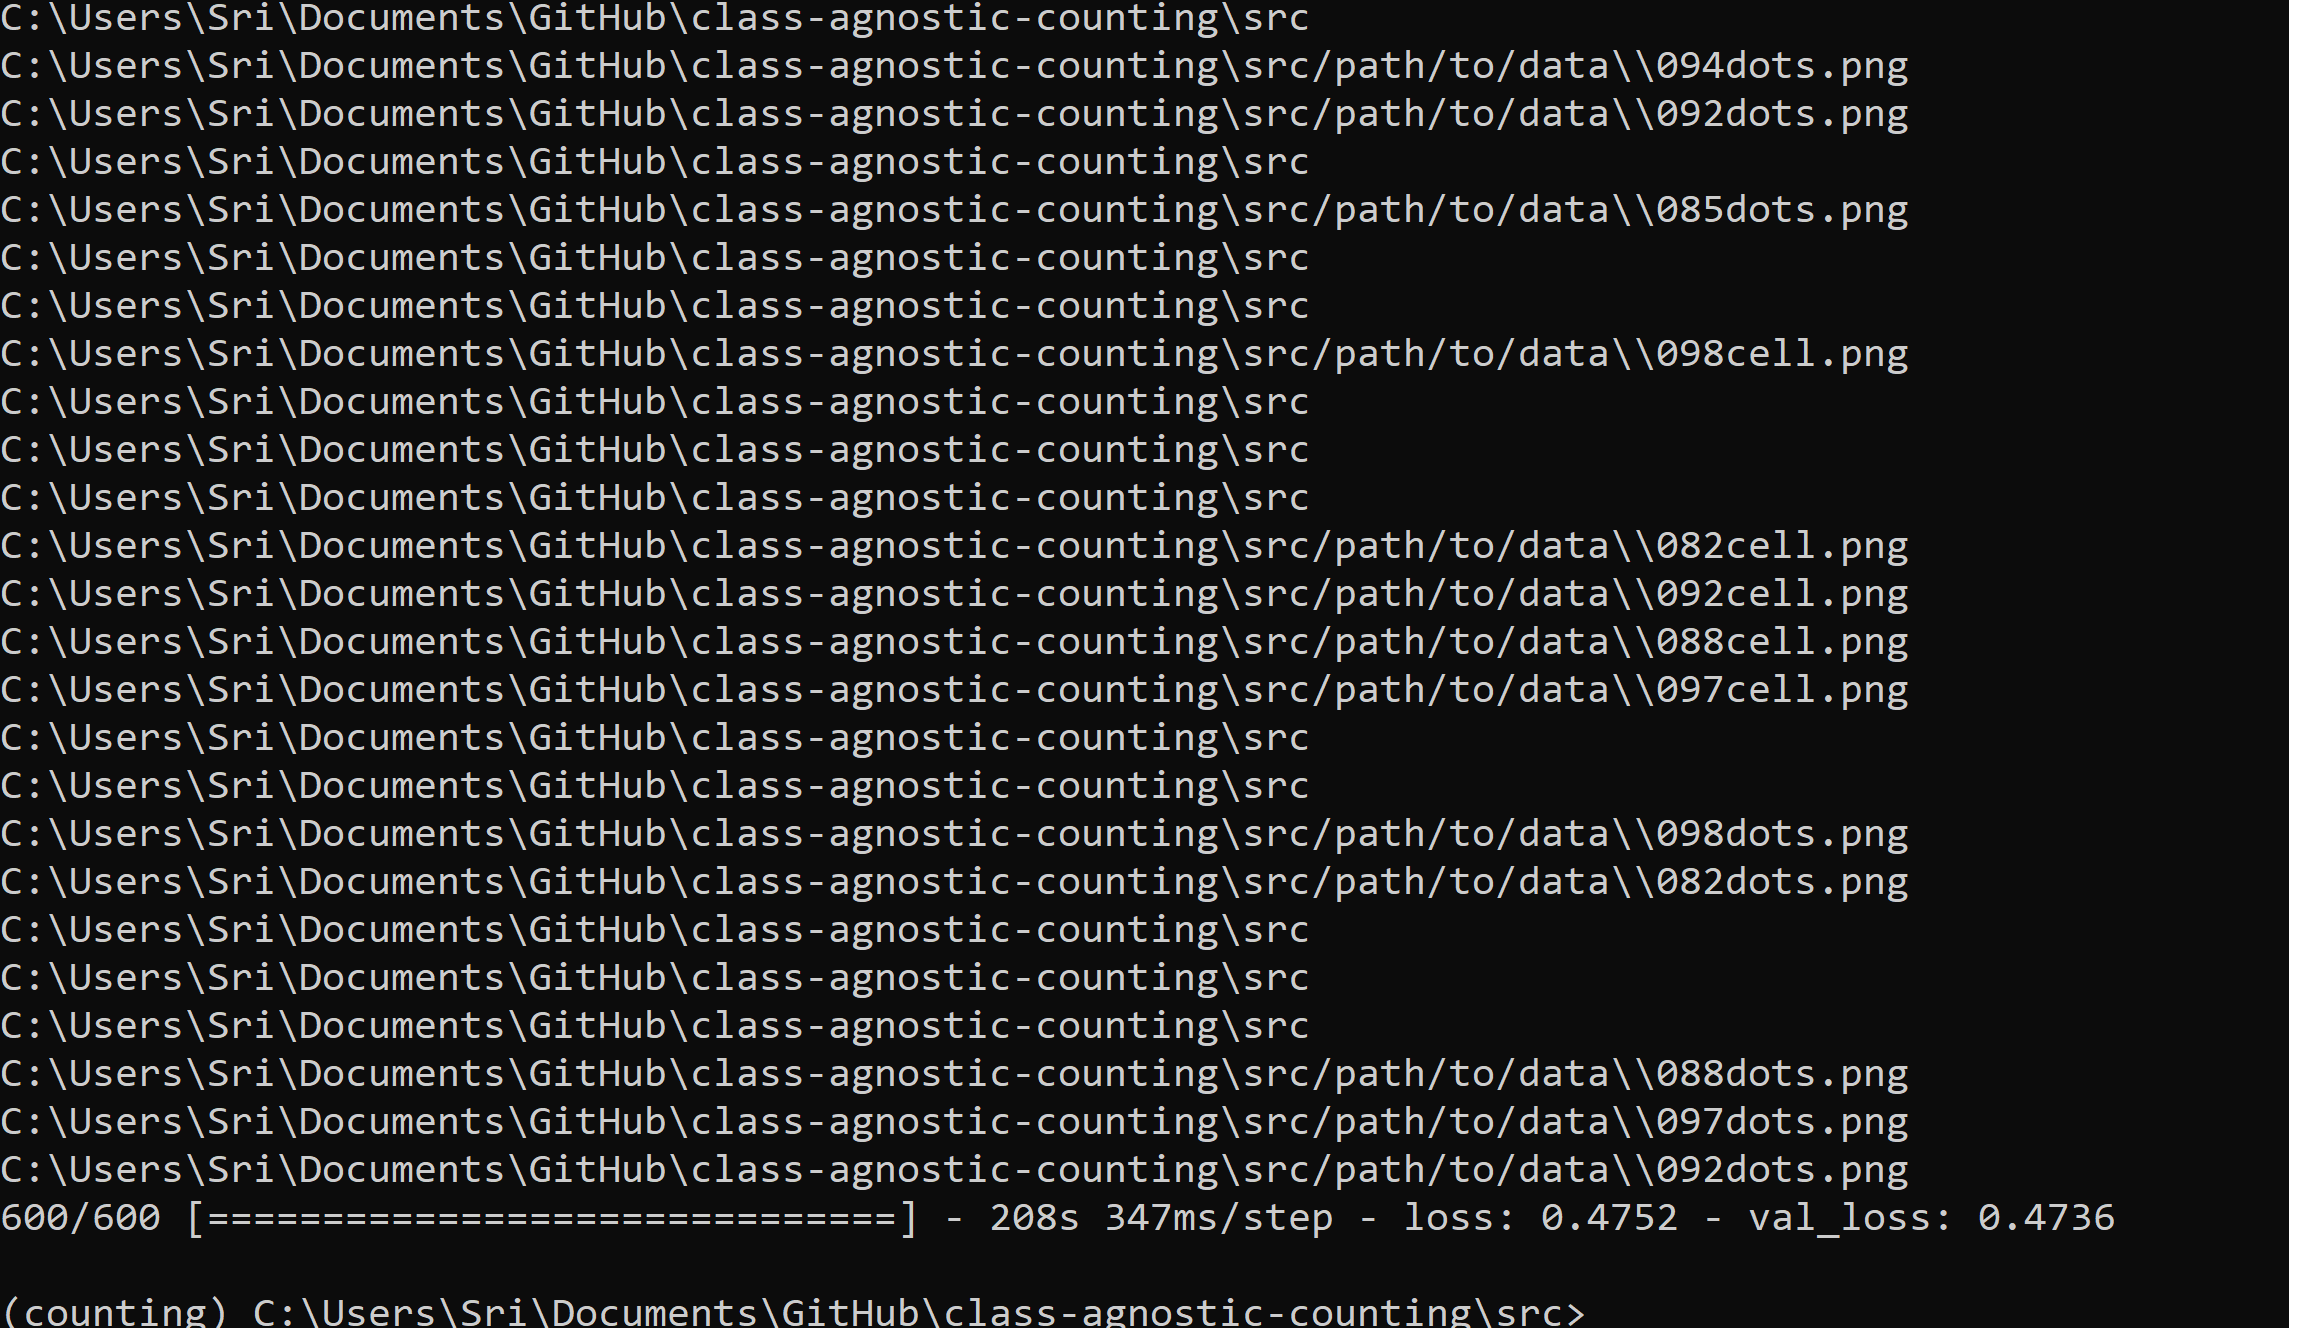 C:\Users\Sri\Documents\GitHub\class-agnostic-counting\src
C:\Users\Sri\Documents\GitHub\class-agnostic-counting\src/path/to/data\\094dots.png
C:\Users\Sri\Documents\GitHub\class-agnostic-counting\src/path/to/data\\092dots.png
C:\Users\Sri\Documents\GitHub\class-agnostic-counting\src
C:\Users\Sri\Documents\GitHub\class-agnostic-counting\src/path/to/data\\085dots.png
C:\Users\Sri\Documents\GitHub\class-agnostic-counting\src
C:\Users\Sri\Documents\GitHub\class-agnostic-counting\src
C:\Users\Sri\Documents\GitHub\class-agnostic-counting\src/path/to/data\\098cell.png
C:\Users\Sri\Documents\GitHub\class-agnostic-counting\src
C:\Users\Sri\Documents\GitHub\class-agnostic-counting\src
C:\Users\Sri\Documents\GitHub\class-agnostic-counting\src
C:\Users\Sri\Documents\GitHub\class-agnostic-counting\src/path/to/data\\082cell.png
C:\Users\Sri\Documents\GitHub\class-agnostic-counting\src/path/to/data\\092cell.png
C:\Users\Sri\Documents\GitHub\class-agnostic-counting\src/path/to/data\\088cell.png
C:\Users\Sri\Documents\GitHub\class-agnostic-counting\src/path/to/data\\097cell.png
C:\Users\Sri\Documents\GitHub\class-agnostic-counting\src
C:\Users\Sri\Documents\GitHub\class-agnostic-counting\src
C:\Users\Sri\Documents\GitHub\class-agnostic-counting\src/path/to/data\\098dots.png
C:\Users\Sri\Documents\GitHub\class-agnostic-counting\src/path/to/data\\082dots.png
C:\Users\Sri\Documents\GitHub\class-agnostic-counting\src
C:\Users\Sri\Documents\GitHub\class-agnostic-counting\src
C:\Users\Sri\Documents\GitHub\class-agnostic-counting\src
C:\Users\Sri\Documents\GitHub\class-agnostic-counting\src/path/to/data\\088dots.png
C:\Users\Sri\Documents\GitHub\class-agnostic-counting\src/path/to/data\\097dots.png
C:\Users\Sri\Documents\GitHub\class-agnostic-counting\src/path/to/data\\092dots.png
600/600 [==============================] - 208s 347ms/step - loss: 0.4752 - val_loss: 0.4736
(counting) C:\Users\Sri\Documents\GitHub\class-agnostic-counting\src>